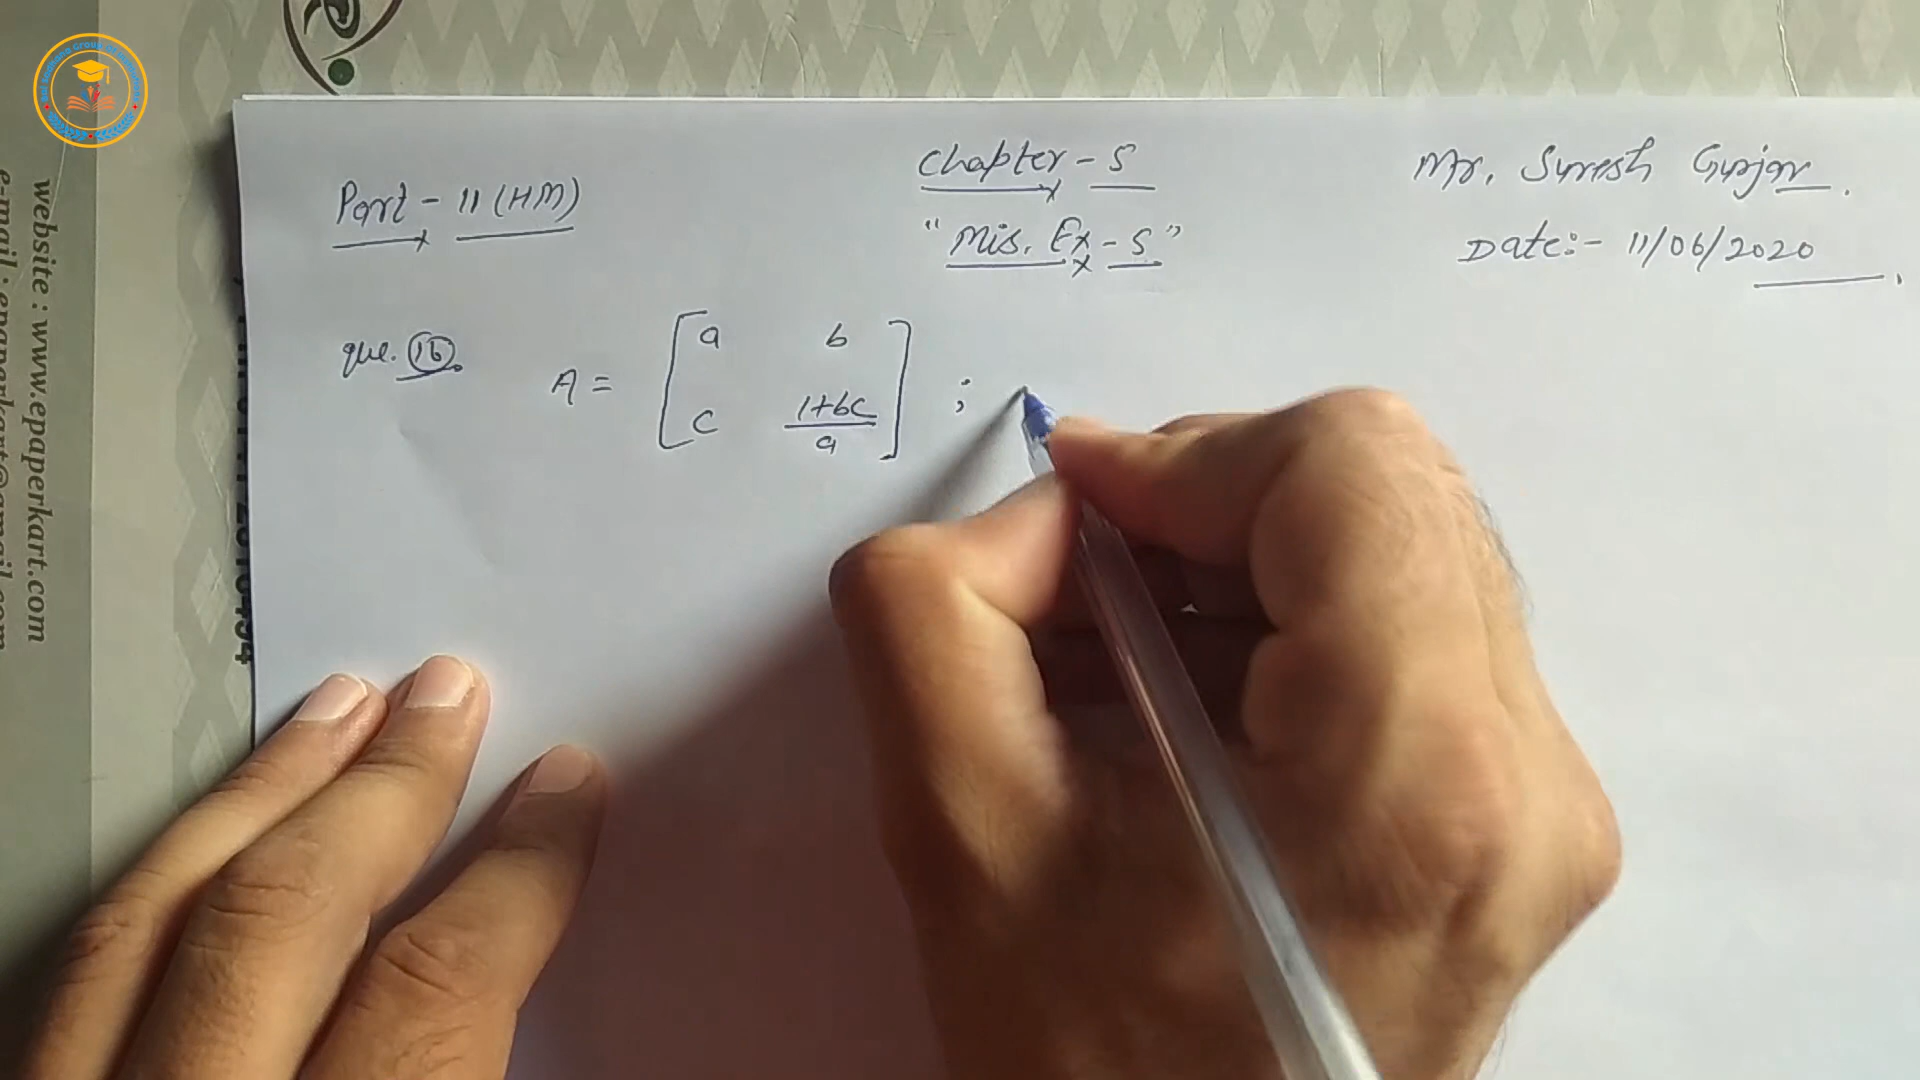 Part - 11 (HM)
Chapter - 5
"Mis. Ex - 5"
Mr. Suresh Gurjar.
Date:- 11/06/2020
que. 16.
A = [ a b
c 1+bc/a ] ;
website : www.epaperkart.com